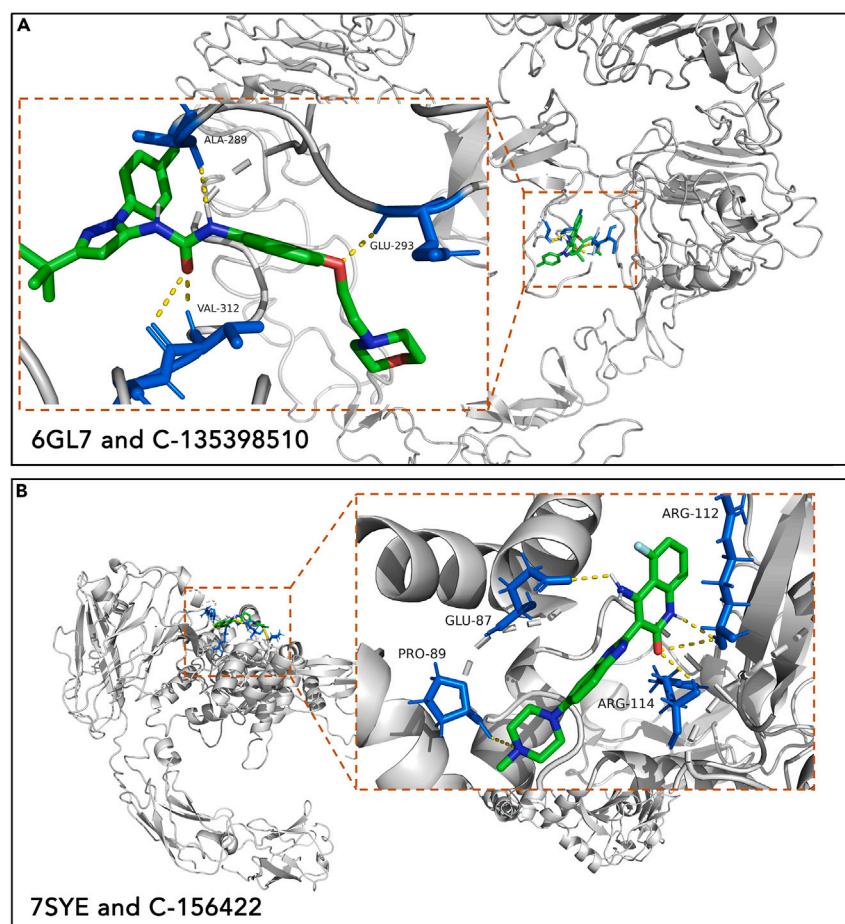 A
ALA-289
GLU-293
VAL-312
6GL7 and C-135398510
B
ARG-112
GLU-87
PRO-89
ARG-114
7SYE and C-156422